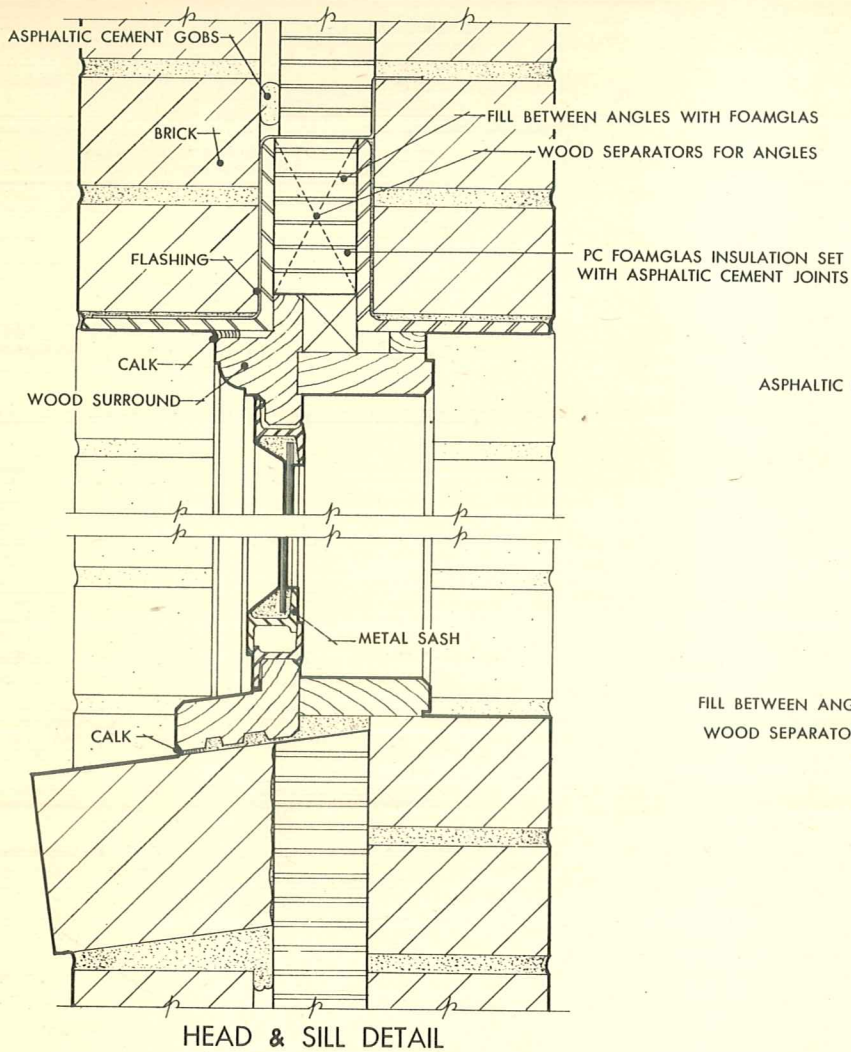 ASPHALTIC CEMENT GOBS
BRICK
FILL BETWEEN ANGLES WITH FOAMGLAS
WOOD SEPARATORS FOR ANGLES
FLASHING
PC FOAMGLAS INSULATION SET
WITH ASPHALTIC CEMENT JOINTS
CALK
WOOD SURROUND
ASPHALTIC
METAL SASH
CALK
FILL BETWEEN ANG
WOOD SEPARATO
HEAD & SILL DETAIL